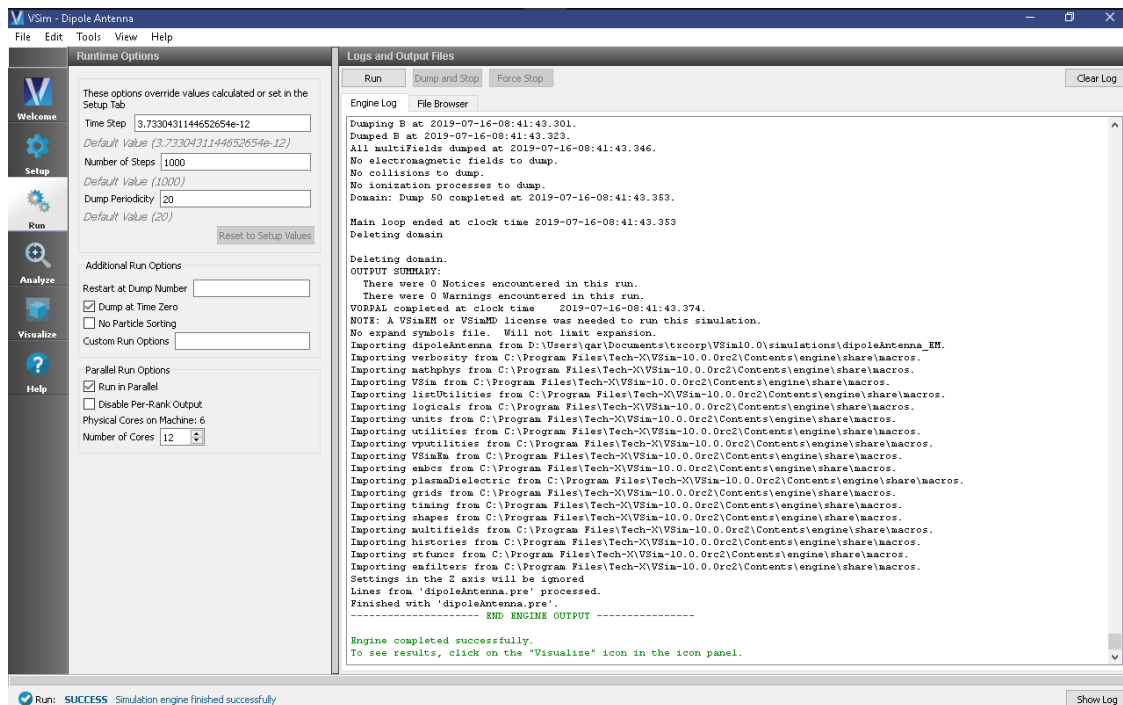 VSim - Dipole Antenna
File Edit Tools View Help
Welcome
Setup
Run
Analyze
Visualize
Help
Runtime Options
These options override values calculated or set in the
Setup Tab
Time Step 3.7330431144652654e-12
Default Value (3.7330431144652654e-12)
Number of Steps 1000
Default Value (1000)
Dump Periodicity 20
Default Value (20)
Reset to Setup Values
Additional Run Options
Restart at Dump Number
Dump at Time Zero
No Particle Sorting
Custom Run Options
Parallel Run Options
Run in Parallel
Disable Per-Rank Output
Physical Cores on Machine: 6
Number of Cores 12
Logs and Output Files
Run Dump and Stop Force Stop Clear Log
Engine Log File Browser
Dumping B at 2019-07-16-08:41:43.301.
Dumped B at 2019-07-16-08:41:43.323.
All multiFields dumped at 2019-07-16-08:41:43.346.
No electromagnetic fields to dump.
No collisions to dump.
No ionization processes to dump.
Domain: Dump 50 completed at 2019-07-16-08:41:43.353.
Main loop ended at clock time 2019-07-16-08:41:43.353
Deleting domain
Deleting domain.
OUTPUT SUMMARY:
There were 0 Notices encountered in this run.
There were 0 Warnings encountered in this run.
VORPAL completed at clock time 2019-07-16-08:41:43.374.
NOTE: A VSimEM or VSimMD license was needed to run this simulation.
No expand symbols file. Will not limit expansion.
Importing dipoleAntenna from D:\Users\qar\Documents\txcorp\VSim10.0\simulations\dipoleAntenna_EM.
Importing verbosity from C:\Program Files\Tech-X\VSim-10.0.0rc2\Contents\engine\share\macros.
Importing mathphys from C:\Program Files\Tech-X\VSim-10.0.0rc2\Contents\engine\share\macros.
Importing VSim from C:\Program Files\Tech-X\VSim-10.0.0rc2\Contents\engine\share\macros.
Importing listUtilities from C:\Program Files\Tech-X\VSim-10.0.0rc2\Contents\engine\share\macros.
Importing logicals from C:\Program Files\Tech-X\VSim-10.0.0rc2\Contents\engine\share\macros.
Importing units from C:\Program Files\Tech-X\VSim-10.0.0rc2\Contents\engine\share\macros.
Importing utilities from C:\Program Files\Tech-X\VSim-10.0.0rc2\Contents\engine\share\macros.
Importing vputilities from C:\Program Files\Tech-X\VSim-10.0.0rc2\Contents\engine\share\macros.
Importing VSimEm from C:\Program Files\Tech-X\VSim-10.0.0rc2\Contents\engine\share\macros.
Importing embcs from C:\Program Files\Tech-X\VSim-10.0.0rc2\Contents\engine\share\macros.
Importing plasmaDielectric from C:\Program Files\Tech-X\VSim-10.0.0rc2\Contents\engine\share\macros.
Importing grids from C:\Program Files\Tech-X\VSim-10.0.0rc2\Contents\engine\share\macros.
Importing timing from C:\Program Files\Tech-X\VSim-10.0.0rc2\Contents\engine\share\macros.
Importing shapes from C:\Program Files\Tech-X\VSim-10.0.0rc2\Contents\engine\share\macros.
Importing multifields from C:\Program Files\Tech-X\VSim-10.0.0rc2\Contents\engine\share\macros.
Importing histories from C:\Program Files\Tech-X\VSim-10.0.0rc2\Contents\engine\share\macros.
Importing stfuncs from C:\Program Files\Tech-X\VSim-10.0.0rc2\Contents\engine\share\macros.
Importing emfilters from C:\Program Files\Tech-X\VSim-10.0.0rc2\Contents\engine\share\macros.
Settings in the Z axis will be ignored
Lines from 'dipoleAntenna.pre' processed.
Finished with 'dipoleAntenna.pre'.
-------------------- END ENGINE OUTPUT ---------------
Engine completed successfully.
To see results, click on the "Visualize" icon in the icon panel.
Run: SUCCESS Simulation engine finished successfully
Show Log